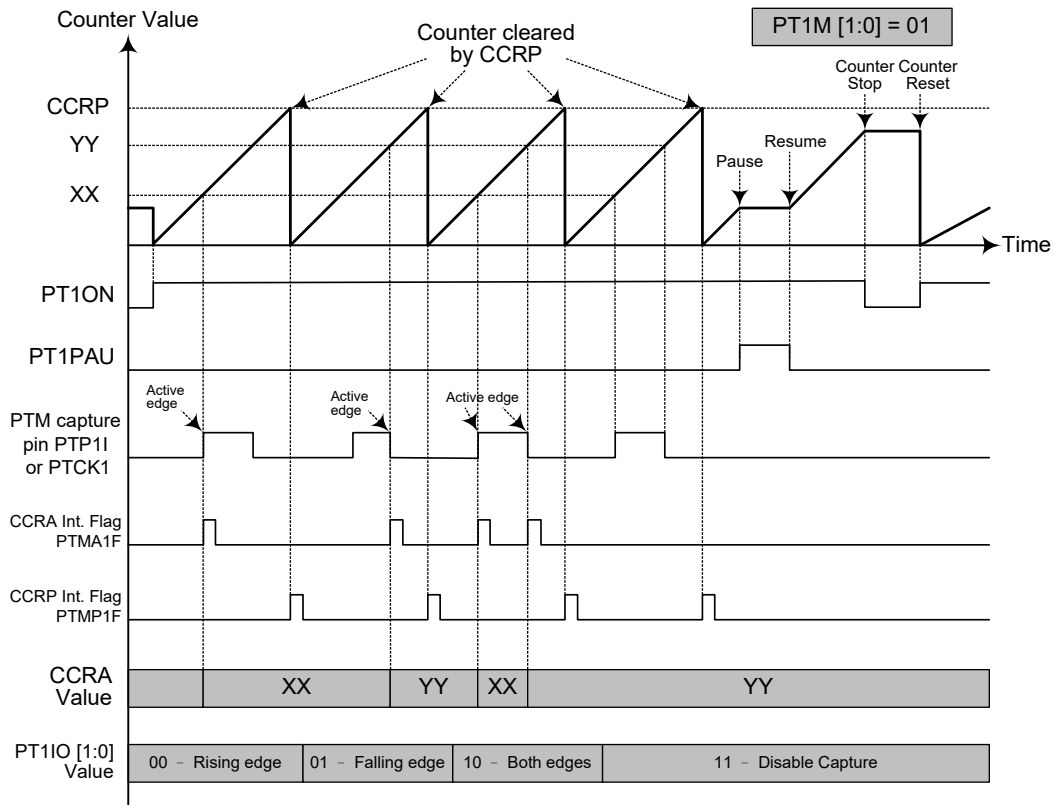 Counter Value
PT1M [1:0] = 01
Counter cleared
by CCRP
Counter
Stop
Counter
Reset
CCRP
YY
XX
Pause
Resume
Time
PT1ON
PT1PAU
Active
edge
Active
edge
Active edge
PTM capture
pin PTP1I
or PTCK1
CCRA Int. Flag
PTMA1F
CCRP Int. Flag
PTMP1F
CCRA
Value
XX
YY
XX
YY
PT1IO [1:0]
Value
00 - Rising edge
01 - Falling edge
10 - Both edges
11 - Disable Capture